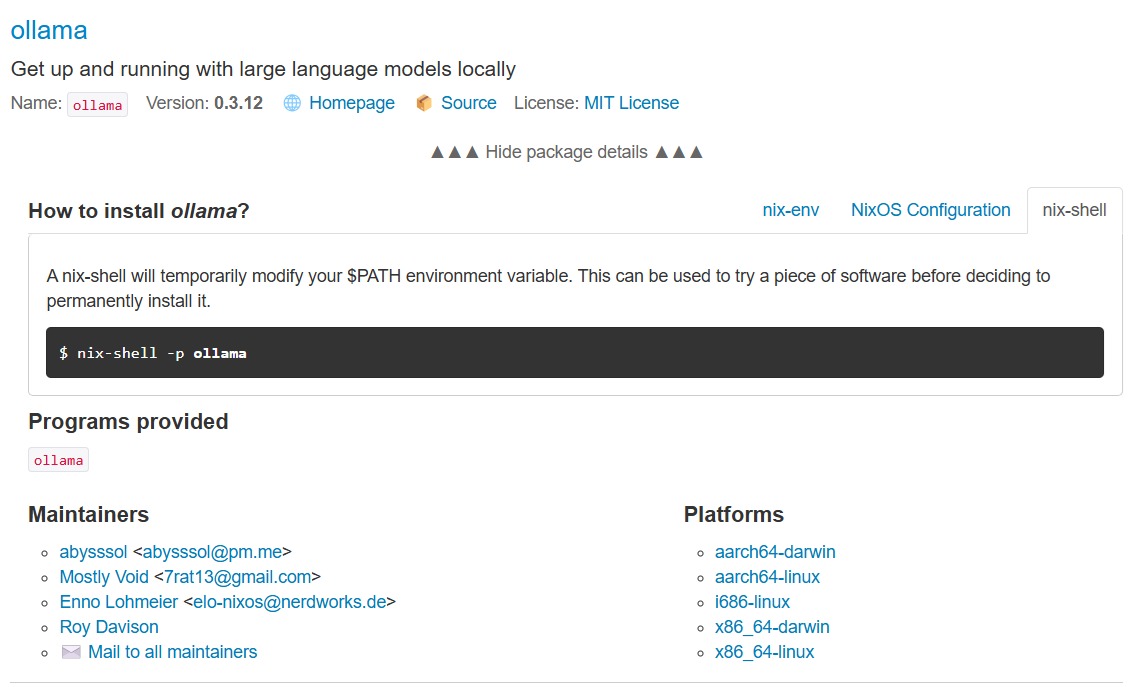 ollama
Get up and running with large language models locally
Name: ollama Version: 0.3.12 🌐 Homepage 📦 Source License: MIT License
▲▲▲ Hide package details ▲▲▲
How to install ollama?
nix-env NixOS Configuration nix-shell
A nix-shell will temporarily modify your $PATH environment variable. This can be used to try a piece of software before deciding to
permanently install it.
$ nix-shell -p ollama
Programs provided
ollama
Maintainers
abysssol <abysssol@pm.me>
Mostly Void <7rat13@gmail.com>
Enno Lohmeier <elo-nixos@nerdworks.de>
Roy Davison
Mail to all maintainers
Platforms
aarch64-darwin
aarch64-linux
i686-linux
x86_64-darwin
x86_64-linux